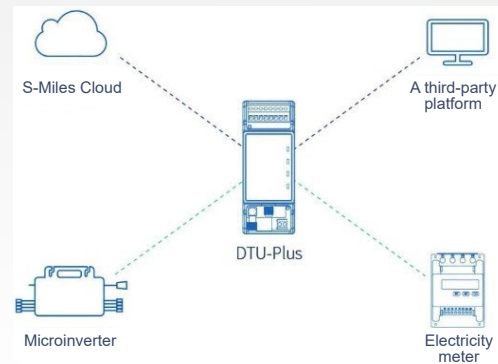 S-Miles Cloud
A third-party
platform
DTU-Plus
Microinverter
Electricity
meter